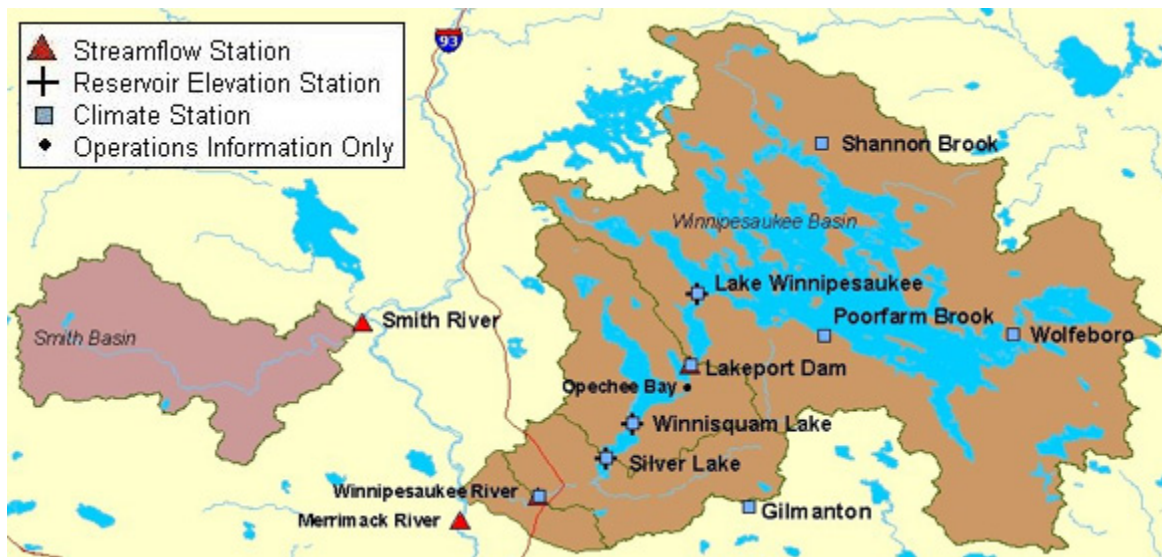 Streamflow Station
Reservoir Elevation Station
Climate Station
Operations Information Only
93
Shannon Brook
Winnipesaukee Basin
Lake Winnipesaukee
Smith River
Poorfarm Brook
Wolfeboro
Smith Basin
Lakeport Dam
Opechee Bay
Winnisquam Lake
Silver Lake
Winnipesaukee River
Gilmanton
Merrimack River